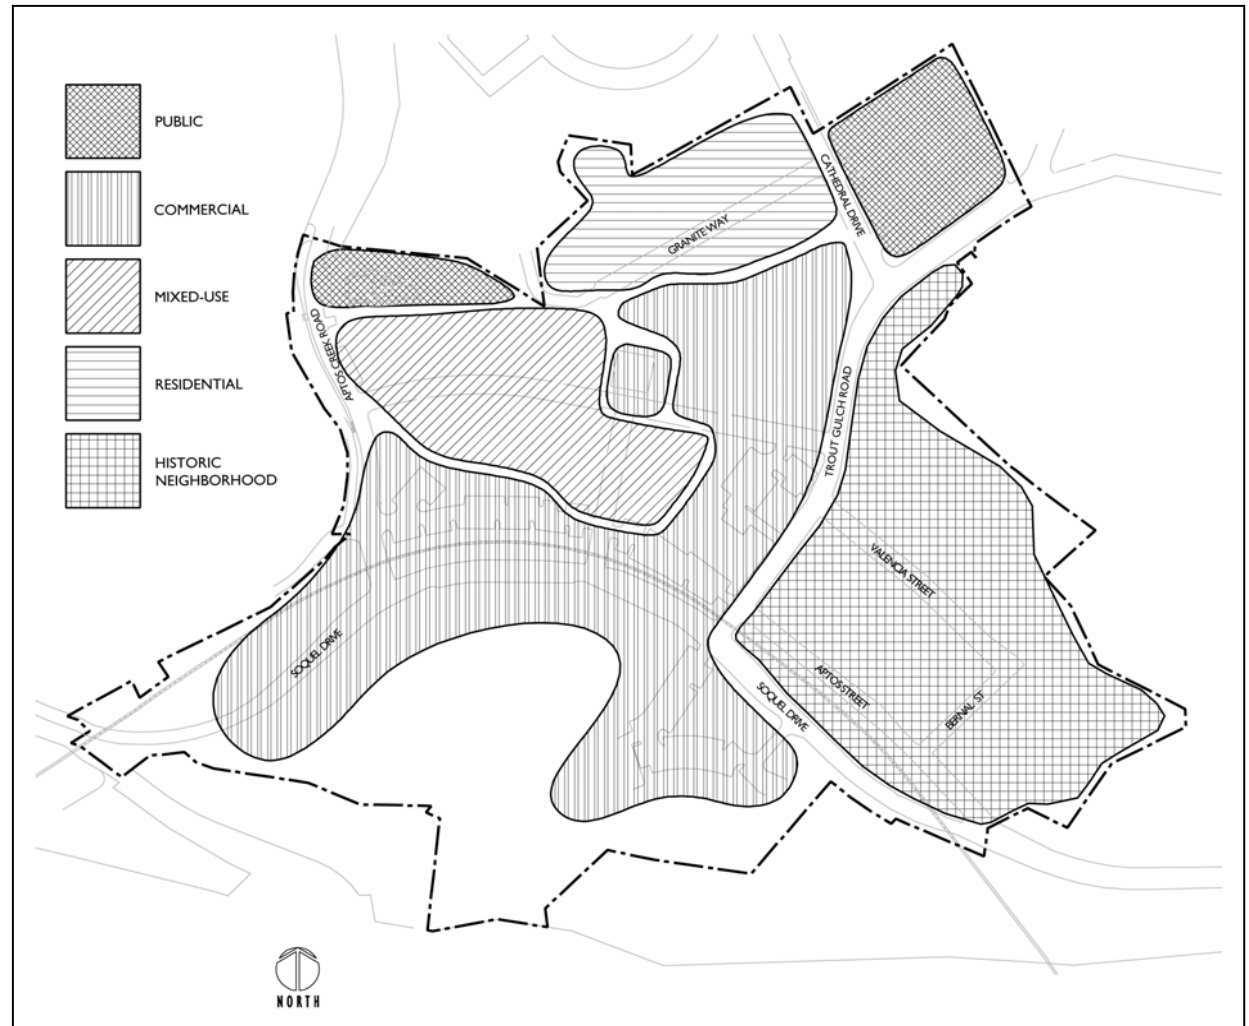 PUBLIC
COMMERCIAL
MIXED-USE
RESIDENTIAL
HISTORIC
NEIGHBORHOOD
CATHEDRAL DRIVE
GRANITE WAY
APTOS CREEK ROAD
TROUT GULCH ROAD
VALENCIA STREET
SOQUEL DRIVE
APTOS STREET
SOQUEL DRIVE
BERNAL ST
NORTH